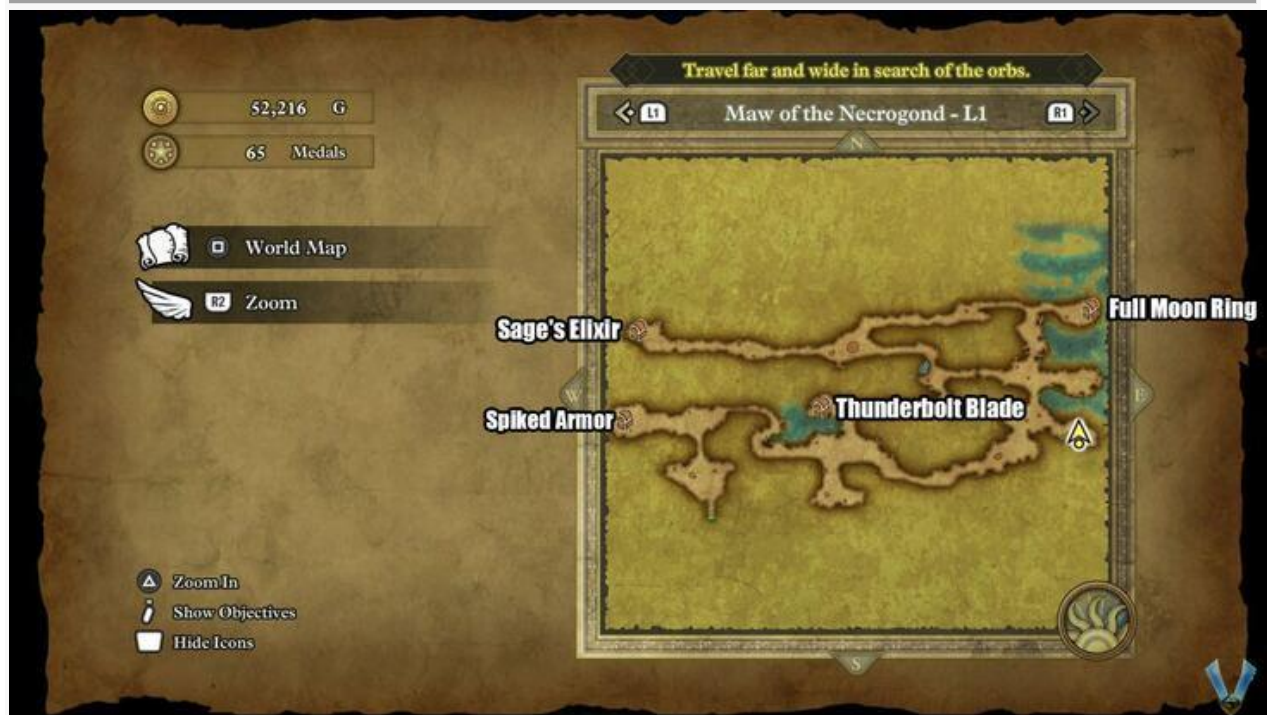 Travel far and wide in search of the orbs.
52,216 G
L1 Maw of the Necrogond - L1 R1
65 Medals
N
World Map
R2 Zoom
Full Moon Ring
Sage's Elixir
W
E
Thunderbolt Blade
Spiked Armor
Zoom In
Show Objectives
Hide Icons
S